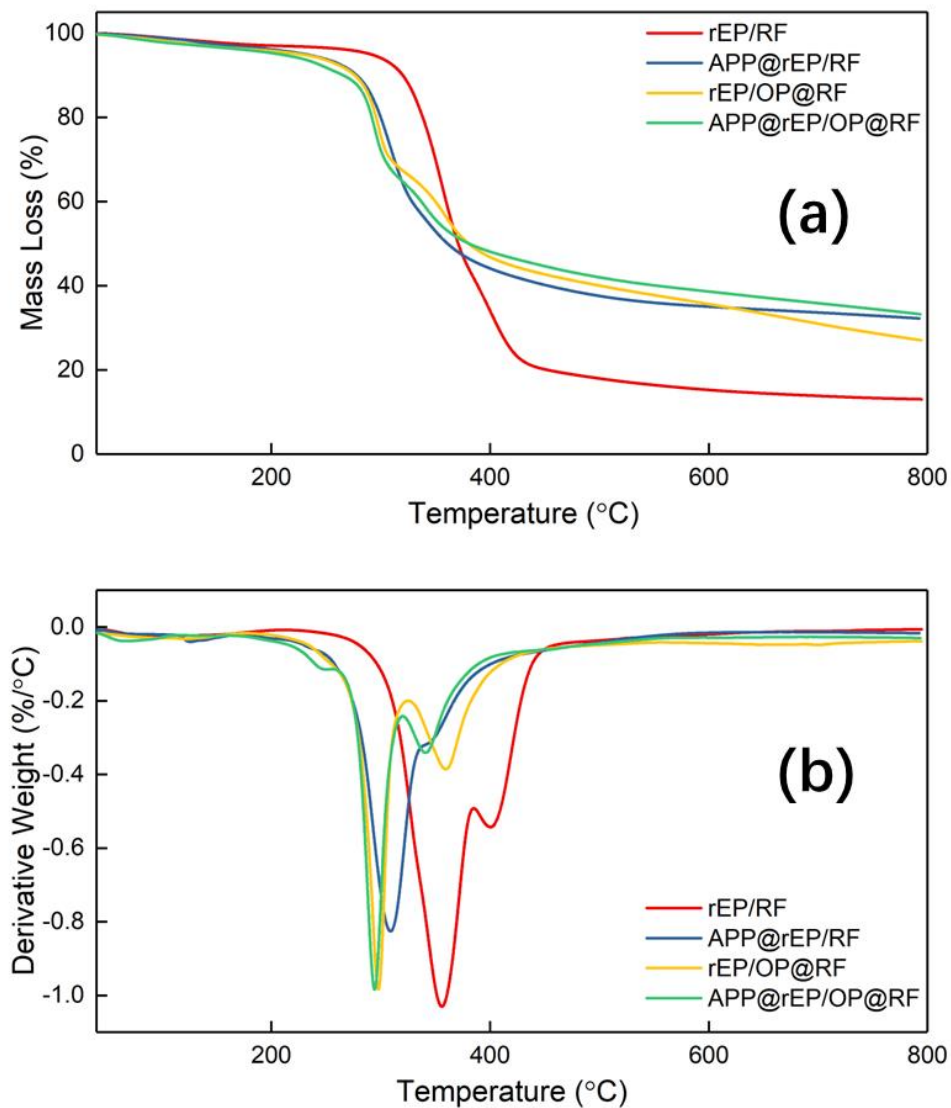 100
80
60
40
20
0
Mass Loss (%)
rEP/RF
APP@rEP/RF
rEP/OP@RF
APP@rEP/OP@RF
(a)
200
400
600
800
Temperature (°C)
0.0
-0.2
-0.4
-0.6
-0.8
-1.0
Derivative Weight (%/°C)
(b)
rEP/RF
APP@rEP/RF
rEP/OP@RF
APP@rEP/OP@RF
200
400
600
800
Temperature (°C)